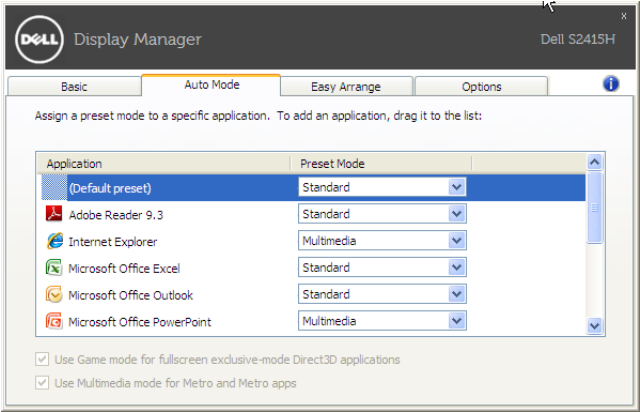 DELL Display Manager Dell S2415H x
Basic Auto Mode Easy Arrange Options i
Assign a preset mode to a specific application. To add an application, drag it to the list:
Application Preset Mode
(Default preset) Standard
Adobe Reader 9.3 Standard
Internet Explorer Multimedia
Microsoft Office Excel Standard
Microsoft Office Outlook Standard
Microsoft Office PowerPoint Multimedia
Use Game mode for fullscreen exclusive-mode Direct3D applications
Use Multimedia mode for Metro and Metro apps